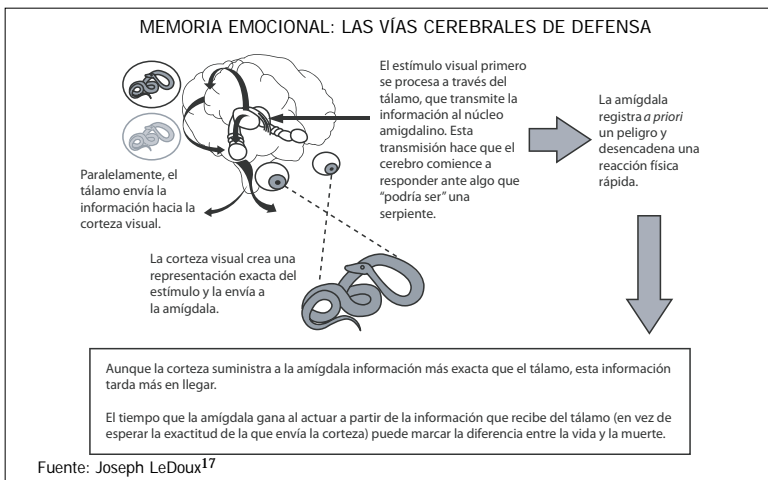 MEMORIA EMOCIONAL: LAS VÍAS CEREBRALES DE DEFENSA
El estímulo visual primero
se procesa a través del
tálamo, que transmite la
información al núcleo
amigdalino. Esta
transmisión hace que el
cerebro comience a
responder ante algo que
“podría ser” una
serpiente.
La amígdala
registra a priori
un peligro y
desencadena una
reacción física
rápida.
Paralelamente, el
tálamo envía la
información hacia la
corteza visual.
La corteza visual crea una
representación exacta del
estímulo y la envía a
la amígdala.
Aunque la corteza suministra a la amígdala información más exacta que el tálamo, esta información
tarda más en llegar.
El tiempo que la amígdala gana al actuar a partir de la información que recibe del tálamo (en vez de
esperar la exactitud de la que envía la corteza) puede marcar la diferencia entre la vida y la muerte.
Fuente: Joseph LeDoux17